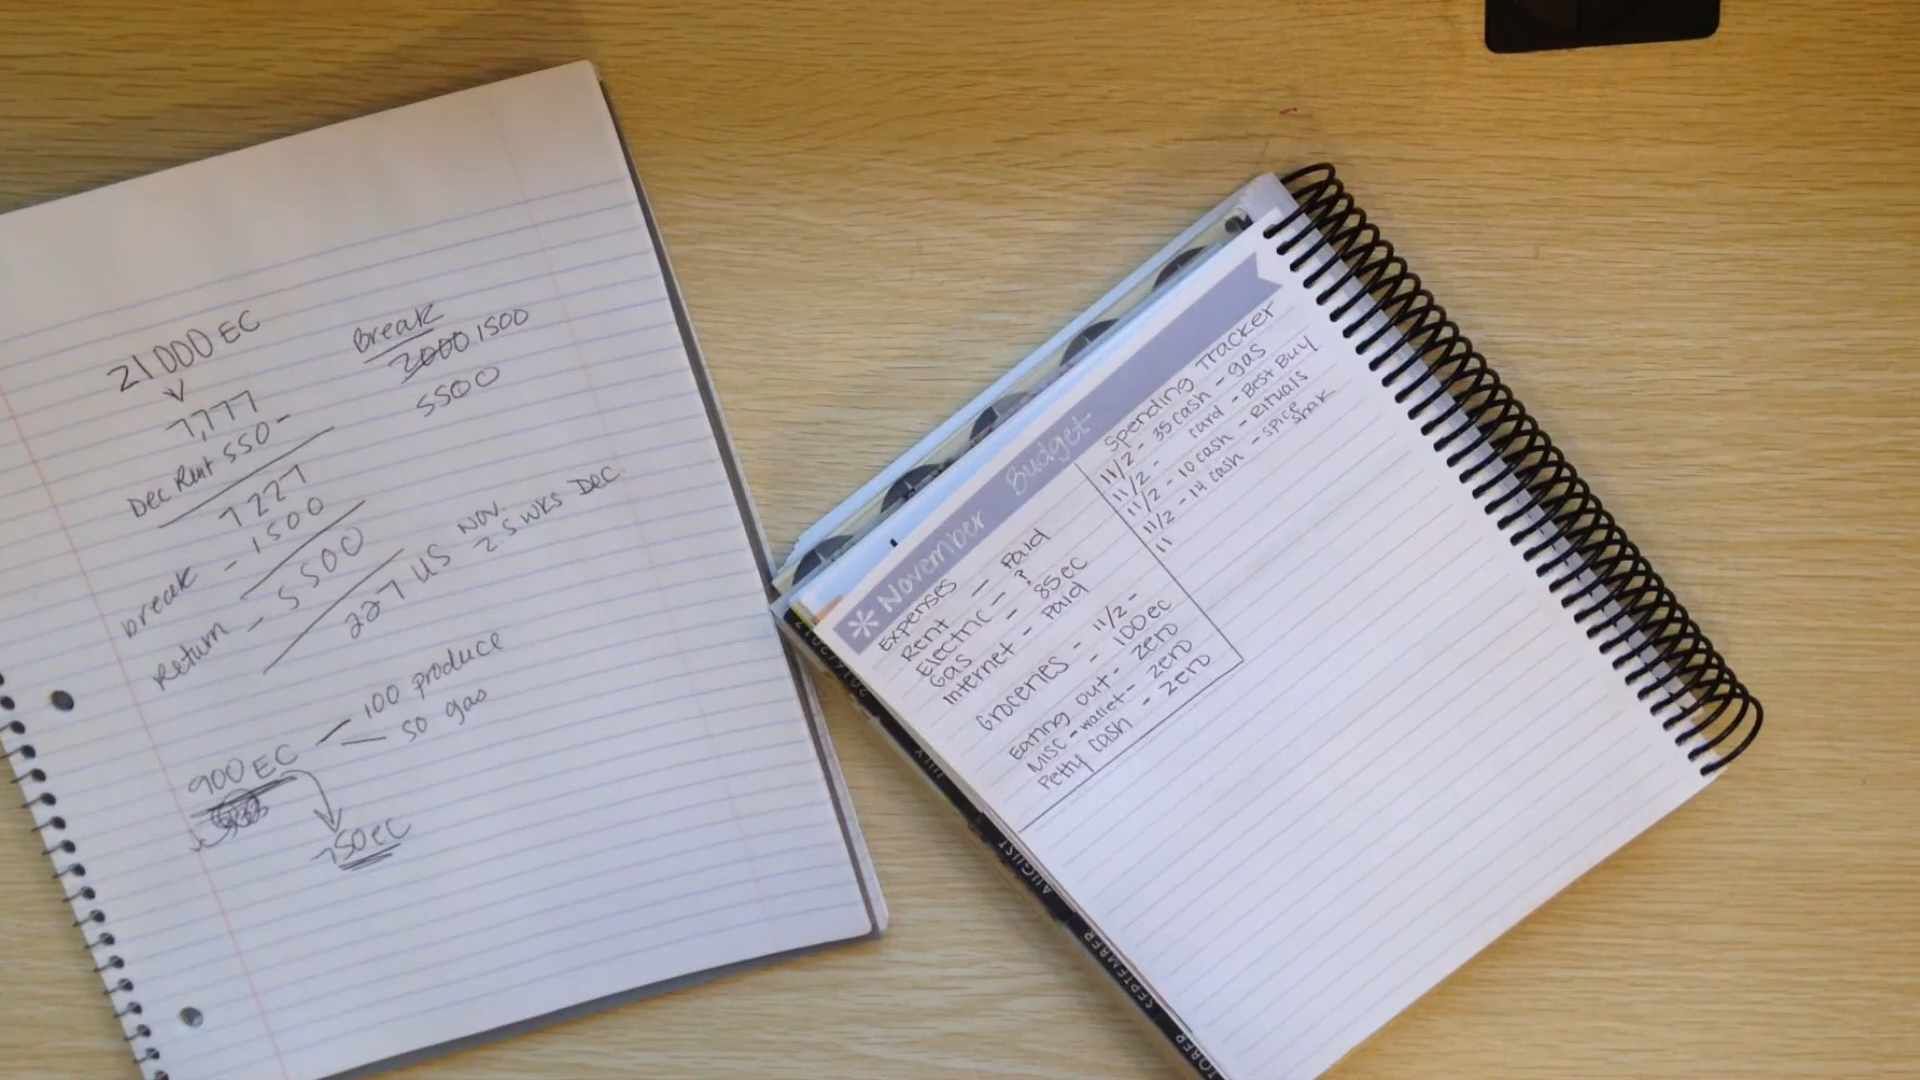 21000 EC
7,777
Dec Rent 550-
7227
break - 1500
return - 5500
227 US NOV.
2.5 WKS Dec
900 EC
100 produce
50 gas
750 EC
Break
2000 1500
5500
* November Budget
Expenses
Rent — Paid
Electric — ?
Gas - 85 EC
Internet - Paid
Groceries - 11/2 -
- 100 EC
Eating out - zero
Misc - wallet - zero
Petty cash - zero
Spending Tracker
11/2 - 35 cash - gas
11/2 - card - Best Buy
11/2 - 10 cash - Rituals
11/2 - 14 cash - spice shak
11
JULY
AUGUST
SEPTEMBER